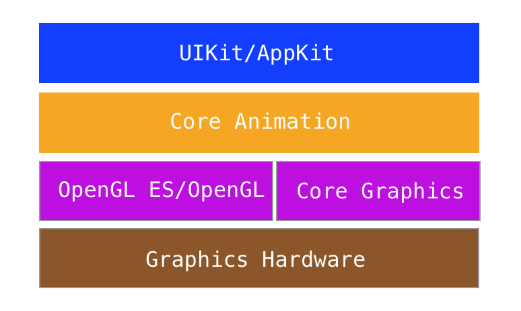 UIKit/AppKit
Core Animation
OpenGL ES/OpenGL
Core Graphics
Graphics Hardware